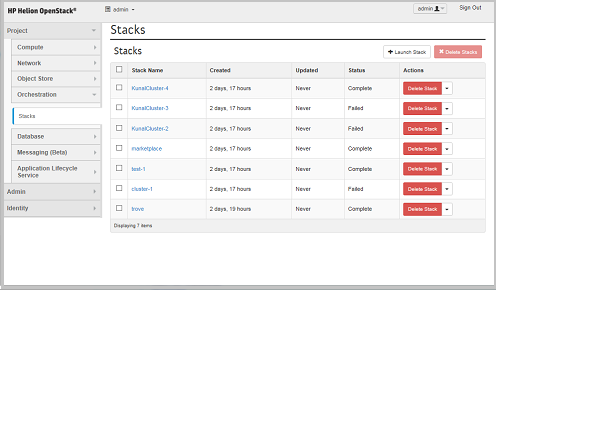 HP Helion OpenStack® admin admin Sign Out
Project
Compute
Network
Object Store
Orchestration
Stacks
Database
Messaging (Beta)
Application Lifecycle
Service
Admin
Identity
Stacks
Stacks Launch Stack Delete Stacks
Stack Name Created Updated Status Actions
KunalCluster-4 2 days, 17 hours Never Complete Delete Stack
KunalCluster-3 2 days, 17 hours Never Failed Delete Stack
KunalCluster-2 2 days, 17 hours Never Failed Delete Stack
marketplace 2 days, 17 hours Never Complete Delete Stack
test-1 2 days, 17 hours Never Complete Delete Stack
cluster-1 2 days, 17 hours Never Failed Delete Stack
trove 2 days, 19 hours Never Complete Delete Stack
Displaying 7 items